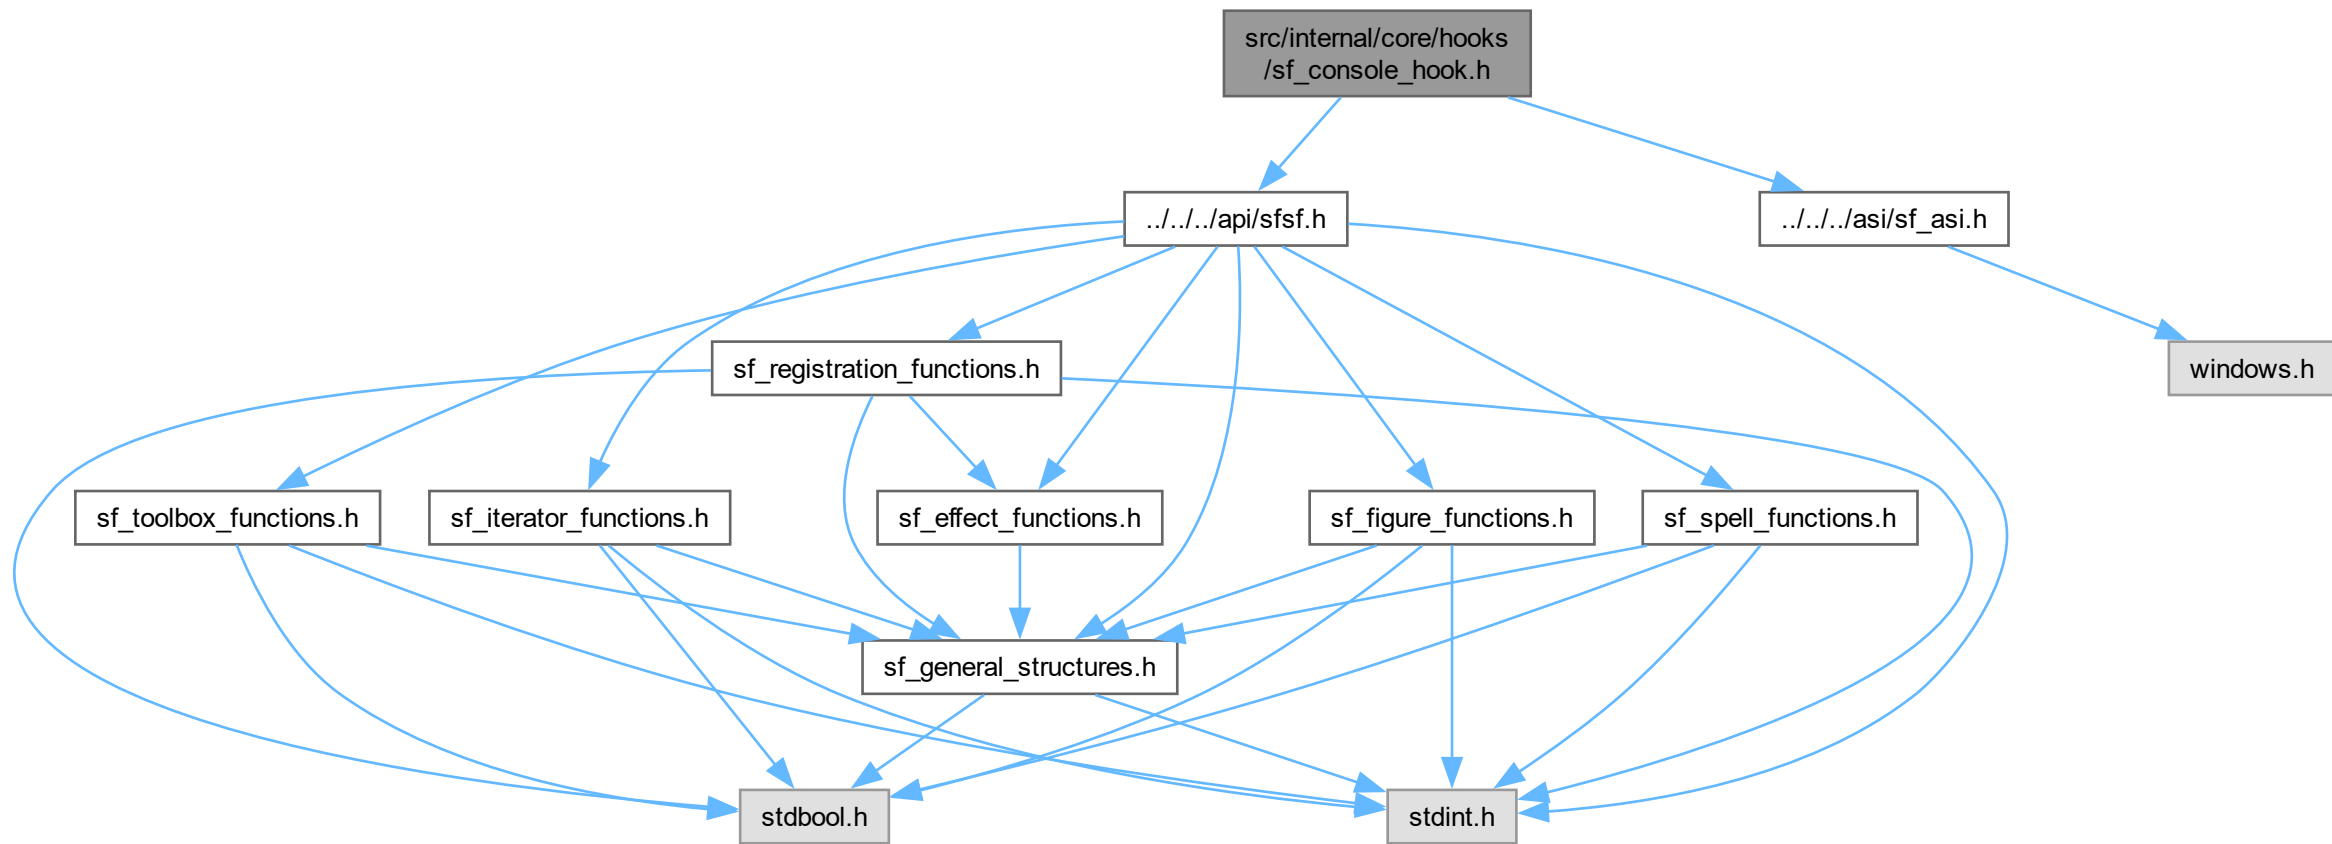 src/internal/core/hooks
/sf_console_hook.h
../../../api/sfsf.h
../../../asi/sf_asi.h
sf_registration_functions.h
windows.h
sf_toolbox_functions.h
sf_iterator_functions.h
sf_effect_functions.h
sf_figure_functions.h
sf_spell_functions.h
sf_general_structures.h
stdbool.h
stdint.h